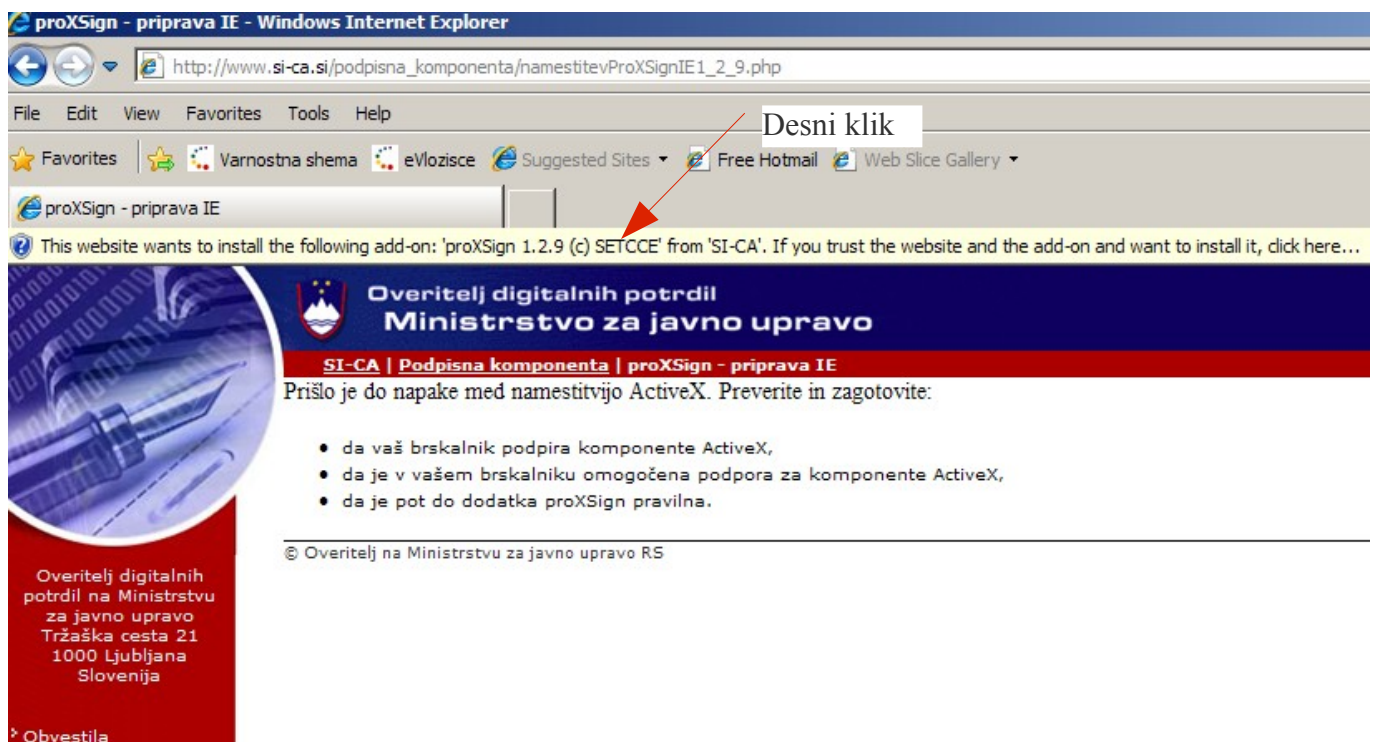 proXSign - priprava IE - Windows Internet Explorer
http://www.si-ca.si/podpisna_komponenta/namestitevProXSignIE1_2_9.php
File Edit View Favorites Tools Help
Desni klik
Favorites Varnostna shema eVlozisce Suggested Sites Free Hotmail Web Slice Gallery
proXSign - priprava IE
This website wants to install the following add-on: 'proXSign 1.2.9 (c) SETCCE' from 'SI-CA'. If you trust the website and the add-on and want to install it, click here...
Overitelj digitalnih potrdil
Ministrstvo za javno upravo
SI-CA | Podpisna komponenta | proXSign - priprava IE
Prišlo je do napake med namestitvijo ActiveX. Preverite in zagotovite:
• da vaš brskalnik podpira komponente ActiveX,
• da je v vašem brskalniku omogočena podpora za komponente ActiveX,
• da je pot do dodatka proXSign pravilna.
© Overitelj na Ministrstvu za javno upravo RS
Overitelj digitalnih
potrdil na Ministrstvu
za javno upravo
Tržaška cesta 21
1000 Ljubljana
Slovenija
Obvestila